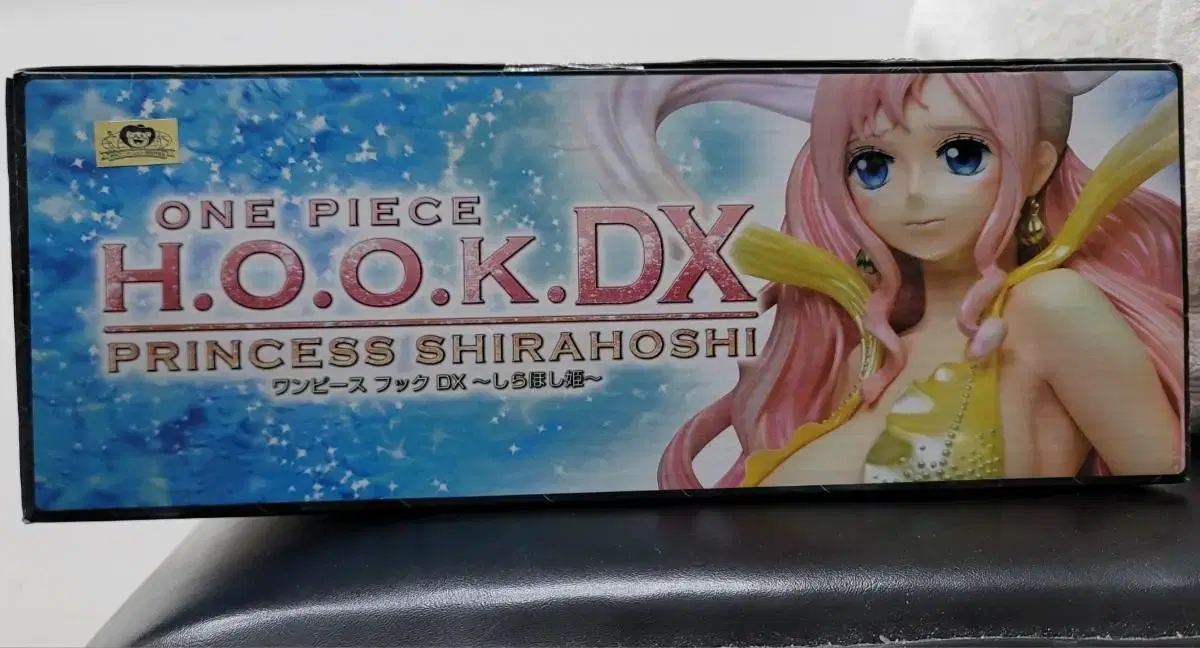 ONE PIECE
H.O.O.K.DX
PRINCESS SHIRAHOSHI
ワンピース フック DX 〜しらほし姫〜